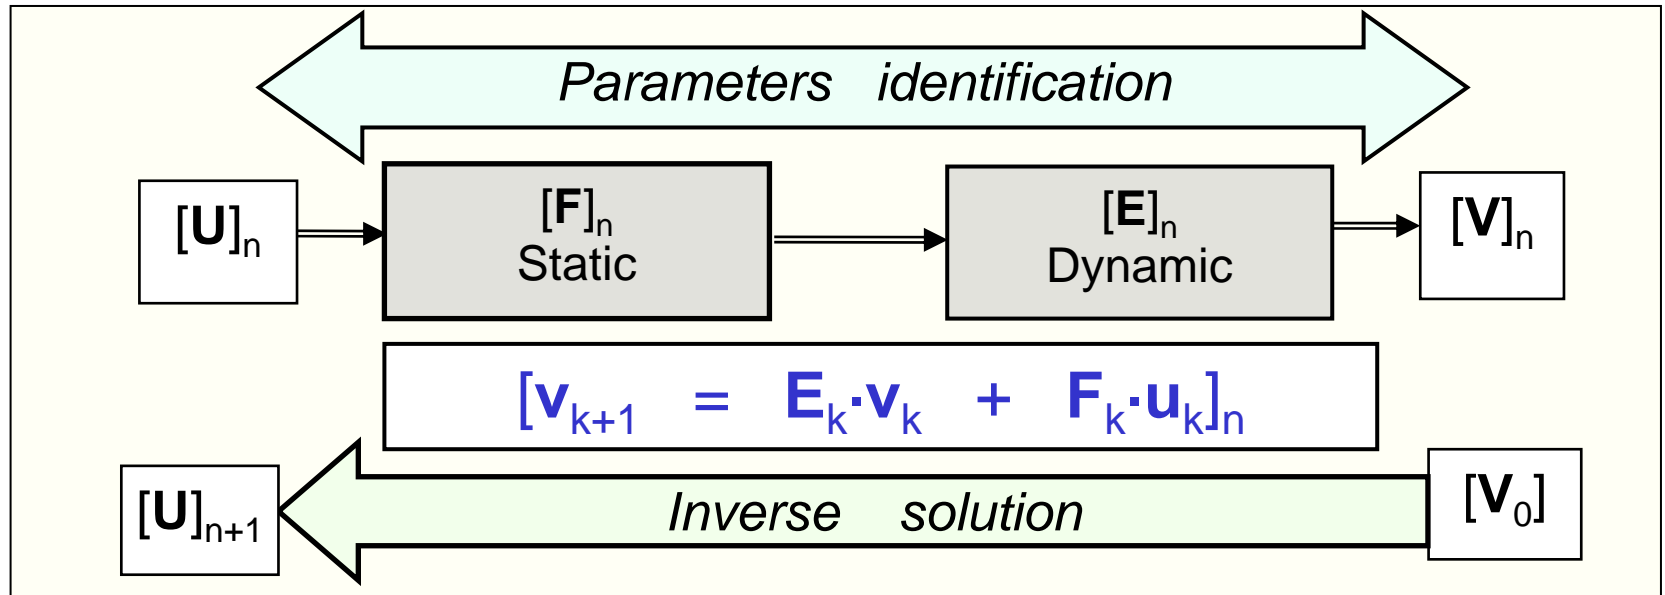 Parameters identification
[U]n
[F]n
Static
[E]n
Dynamic
[V]n
[vk+1 = Ek·vk + Fk·uk]n
[U]n+1
Inverse solution
[V0]